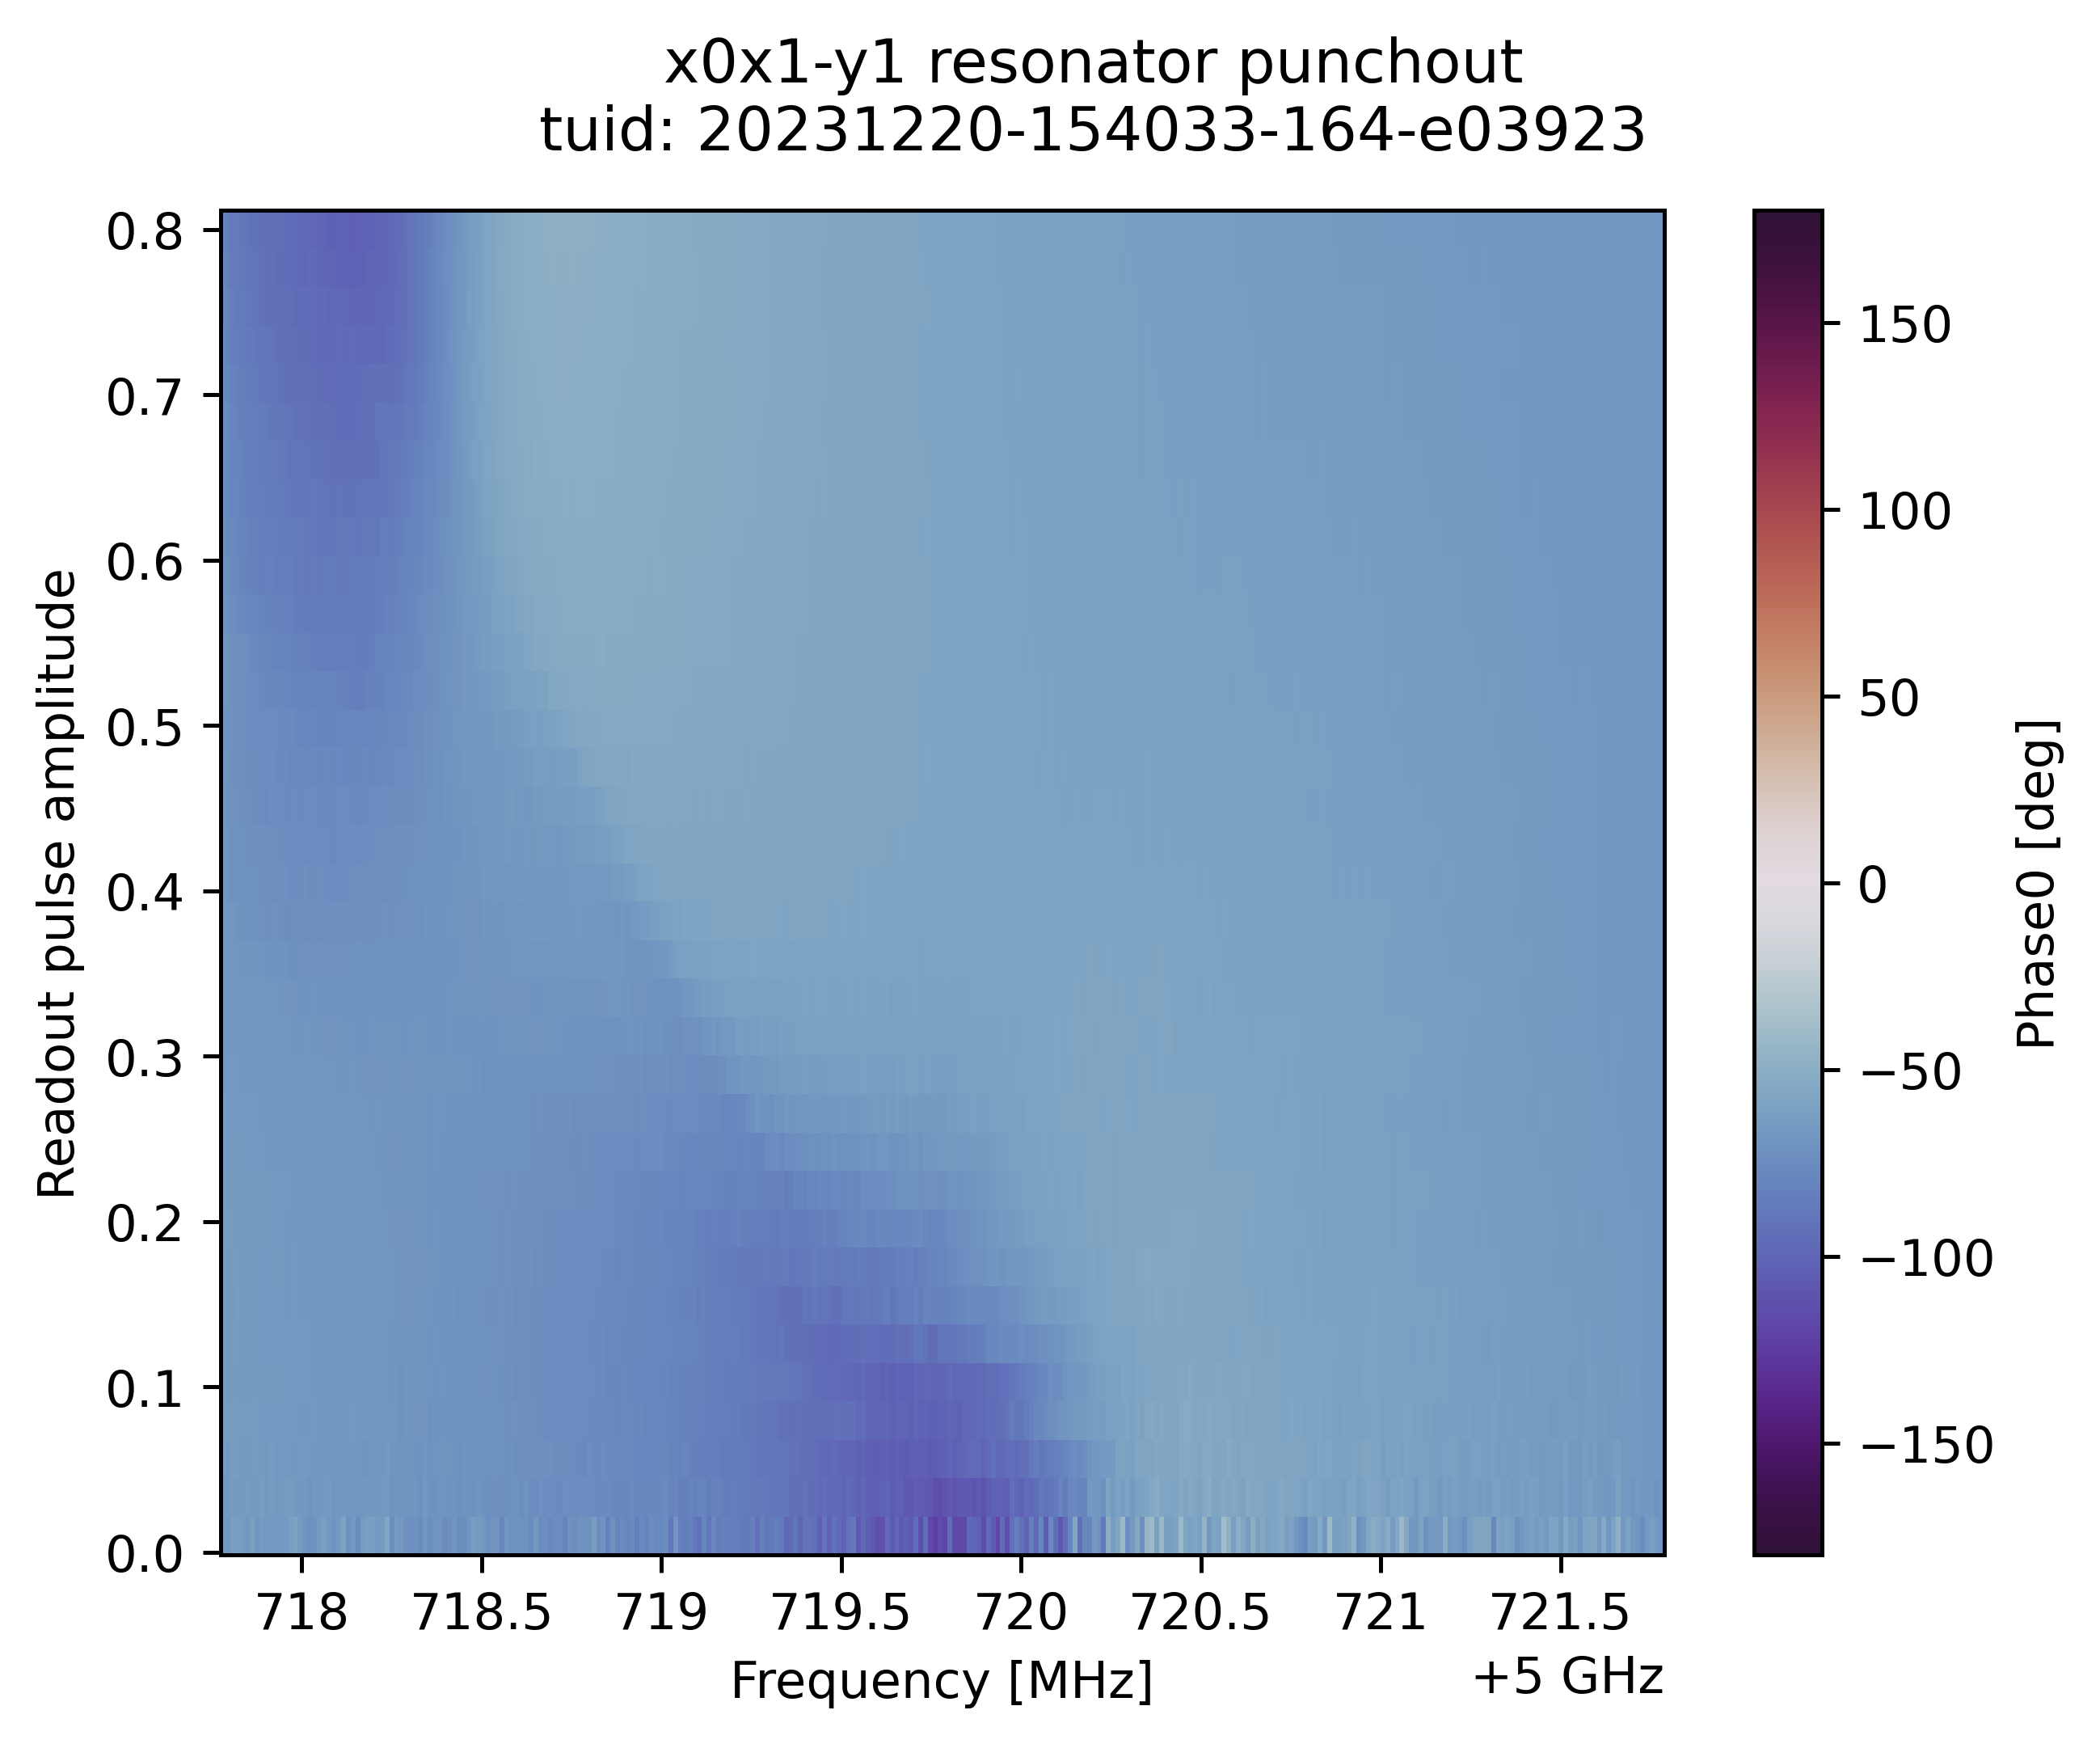 x0x1-y1 resonator punchout
tuid: 20231220-154033-164-e03923
Readout pulse amplitude
0.8
0.7
0.6
0.5
0.4
0.3
0.2
0.1
0.0
718 718.5 719 719.5 720 720.5 721 721.5
Frequency [MHz]
+5 GHz
150
100
50
0
−50
−100
−150
Phase0 [deg]